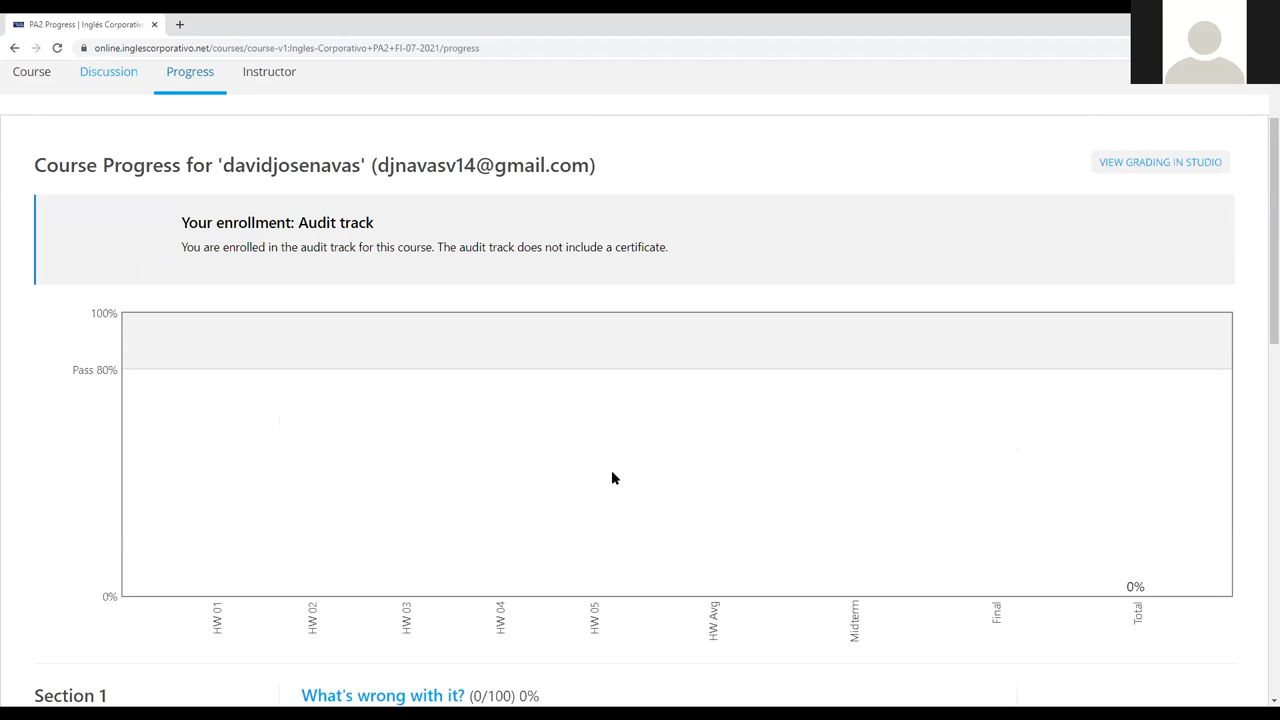 PA2 Progress | Inglés Corporativ
online.inglescorporativo.net/courses/course-v1:Ingles-Corporativo+PA2+FI-07-2021/progress
Course Discussion Progress Instructor
Course Progress for 'davidjosenavas' (djnavasv14@gmail.com)
VIEW GRADING IN STUDIO
Your enrollment: Audit track
You are enrolled in the audit track for this course. The audit track does not include a certificate.
100%
Pass 80%
0%
0%
HW 01
HW 02
HW 03
HW 04
HW 05
HW Avg
Midterm
Final
Total
Section 1 What's wrong with it? (0/100) 0%